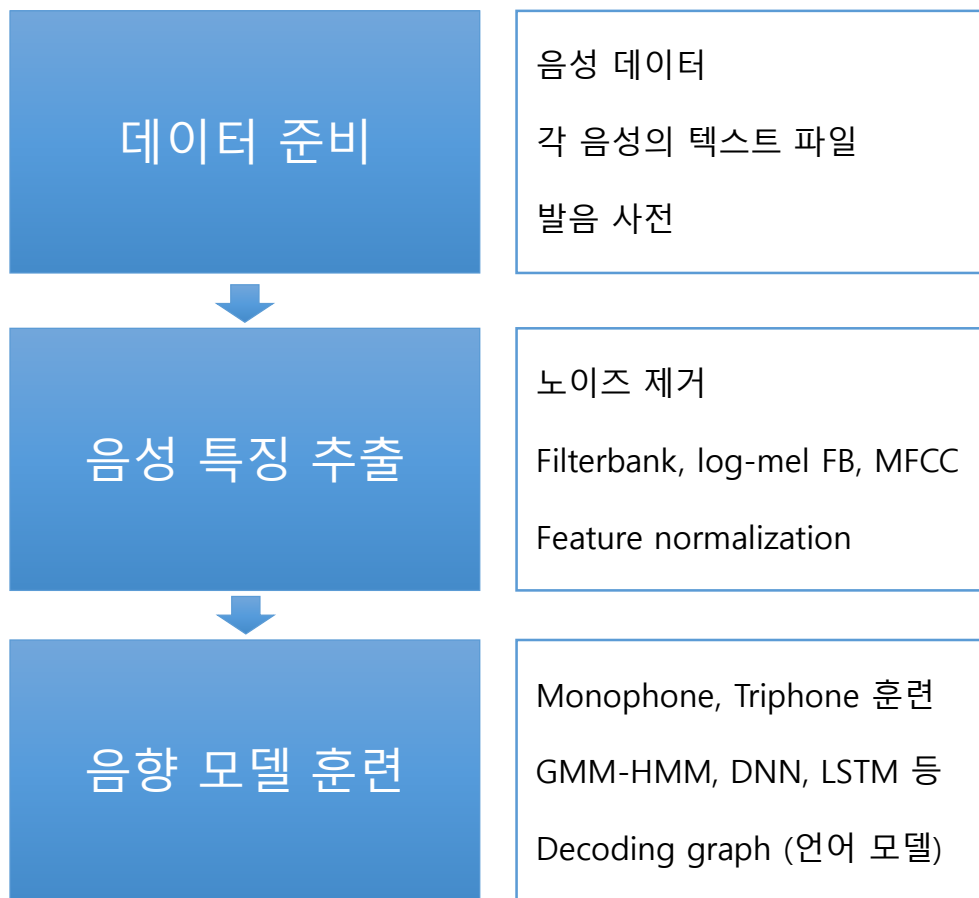 데이터 준비
음성 데이터
각 음성의 텍스트 파일
발음 사전
음성 특징 추출
노이즈 제거
Filterbank, log-mel FB, MFCC
Feature normalization
음향 모델 훈련
Monophone, Triphone 훈련
GMM-HMM, DNN, LSTM 등
Decoding graph (언어 모델)